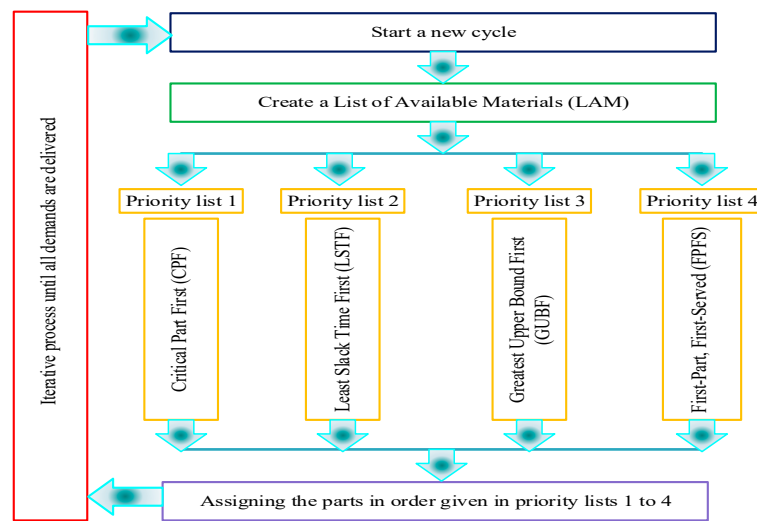 Start a new cycle
Create a List of Available Materials (LAM)
Iterative process until all demands are delivered
Priority list 1
Priority list 2
Priority list 3
Priority list 4
Critical Part First (CPF)
Least Slack Time First (LSTF)
Greatest Upper Bound First
(GUBF)
First-Part, First-Served (FPFS)
Assigning the parts in order given in priority lists 1 to 4